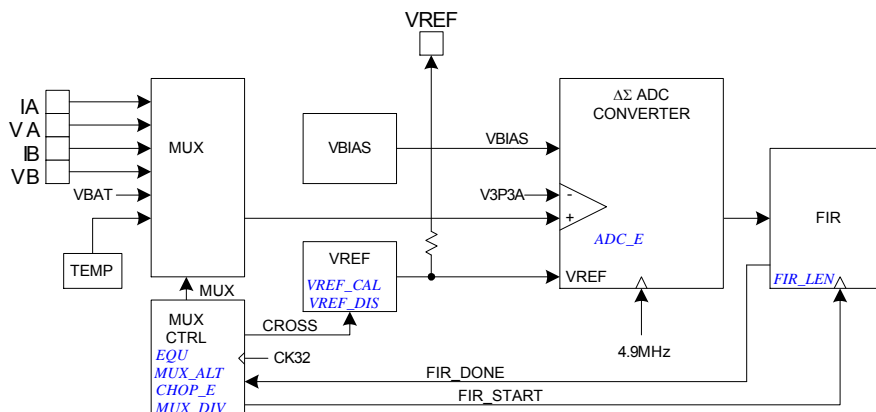 VREF
IA
VA
IB
VB
VBAT
TEMP
MUX
VBIAS
VBIAS
V3P3A
-
+
ΔΣ ADC
CONVERTER
ADC_E
VREF
FIR
FIR_LEN
VREF
VREF_CAL
VREF_DIS
MUX
MUX
CTRL
EQU
MUX_ALT
CHOP_E
MUX_DIV
CROSS
CK32
4.9MHz
FIR_DONE
FIR_START